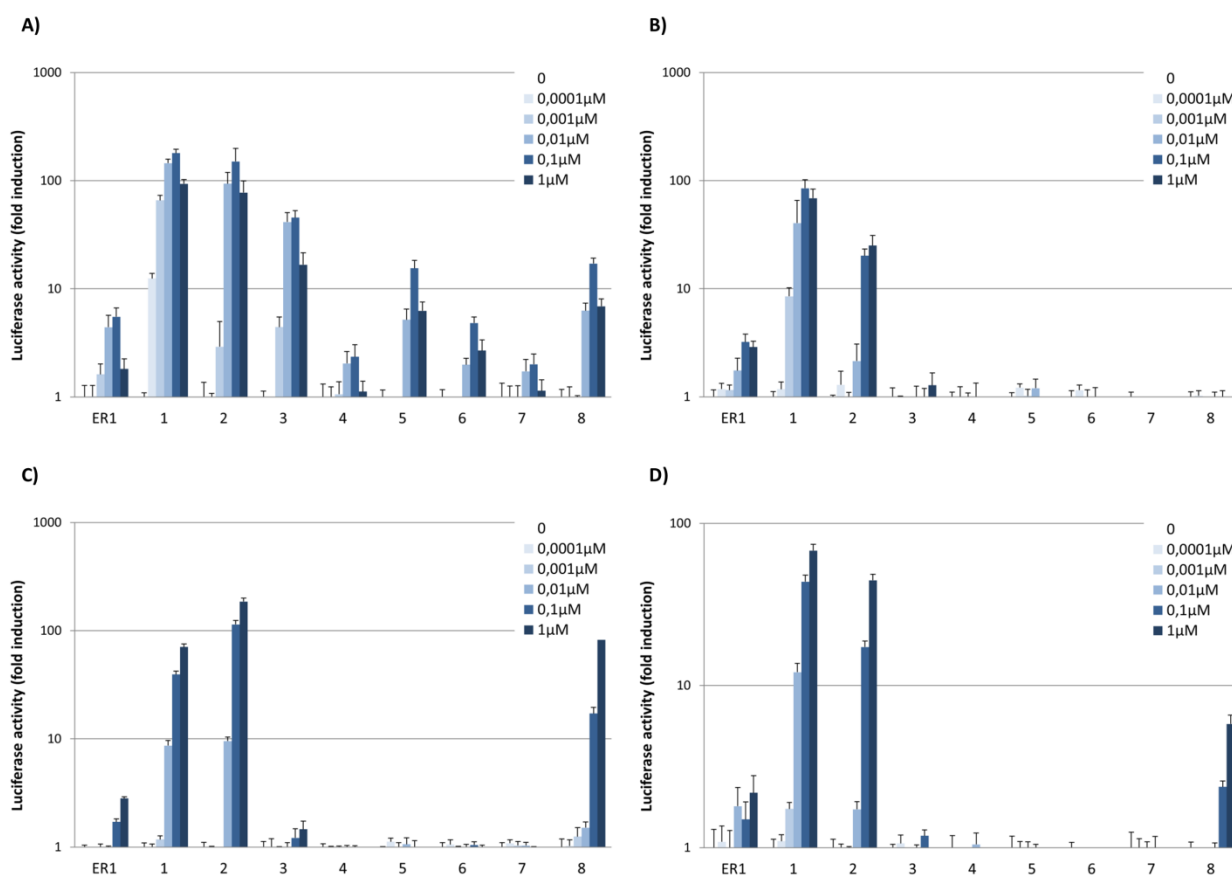 A)
Luciferase activity (fold induction)
1000
100
10
1
0
0,0001µM
0,001µM
0,01µM
0,1µM
1µM
ER1 1 2 3 4 5 6 7 8
B)
Luciferase activity (fold induction)
1000
100
10
1
0
0,0001µM
0,001µM
0,01µM
0,1µM
1µM
ER1 1 2 3 4 5 6 7 8
C)
Luciferase activity (fold induction)
1000
100
10
1
0
0,0001µM
0,001µM
0,01µM
0,1µM
1µM
ER1 1 2 3 4 5 6 7 8
D)
Luciferase activity (fold induction)
100
10
1
0
0,0001µM
0,001µM
0,01µM
0,1µM
1µM
ER1 1 2 3 4 5 6 7 8